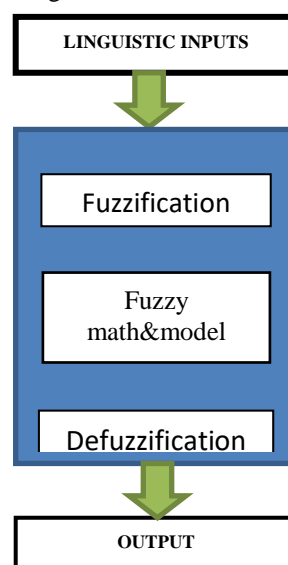 LINGUISTIC INPUTS
Fuzzification
Fuzzy
math&model
Defuzzification
OUTPUT